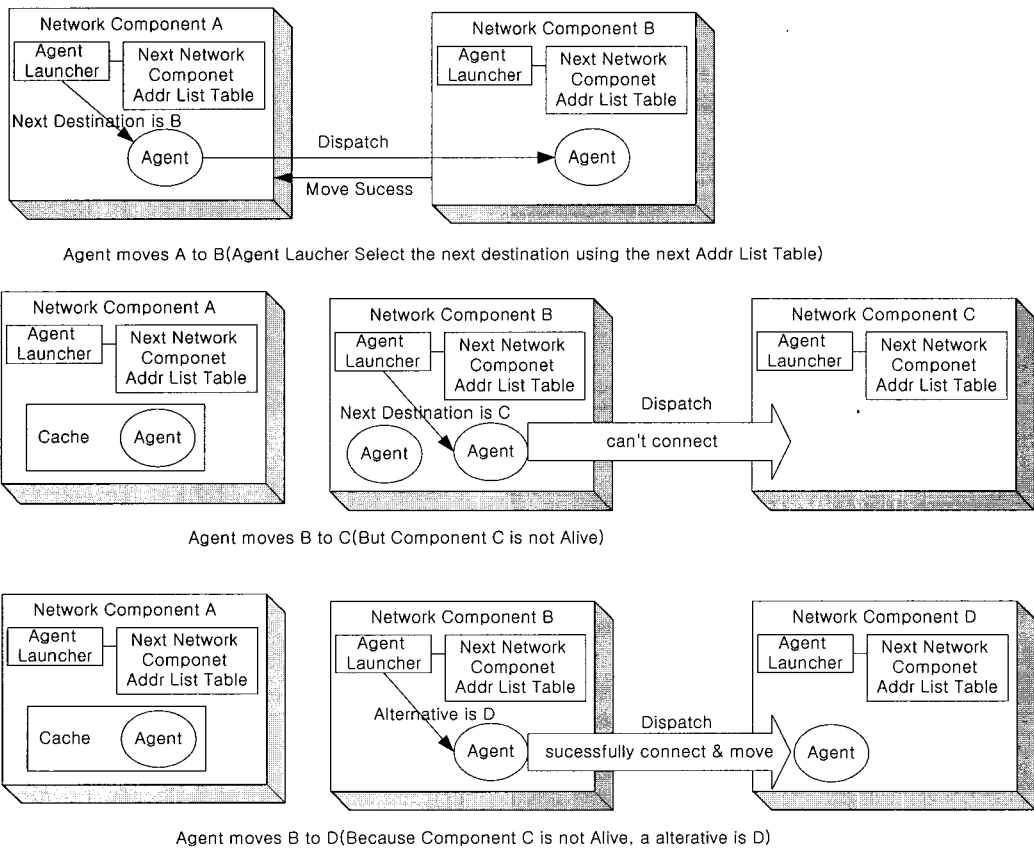 Network Component A
Agent
Launcher
Next Network
Componet
Addr List Table
Next Destination is B
Agent
Dispatch
Move Sucess
Network Component B
Agent
Launcher
Next Network
Componet
Addr List Table
Agent
Agent moves A to B(Agent Laucher Select the next destination using the next Addr List Table)
Network Component A
Agent
Launcher
Next Network
Componet
Addr List Table
Cache
Agent
Network Component B
Agent
Launcher
Next Network
Componet
Addr List Table
Next Destination is C
Agent
Agent
Dispatch
can't connect
Network Component C
Agent
Launcher
Next Network
Componet
Addr List Table
Agent moves B to C(But Component C is not Alive)
Network Component A
Agent
Launcher
Next Network
Componet
Addr List Table
Cache
Agent
Network Component B
Agent
Launcher
Next Network
Componet
Addr List Table
Alternative is D
Agent
Dispatch
sucessfully connect & move
Network Component D
Agent
Launcher
Next Network
Componet
Addr List Table
Agent
Agent moves B to D(Because Component C is not Alive, a alterative is D)